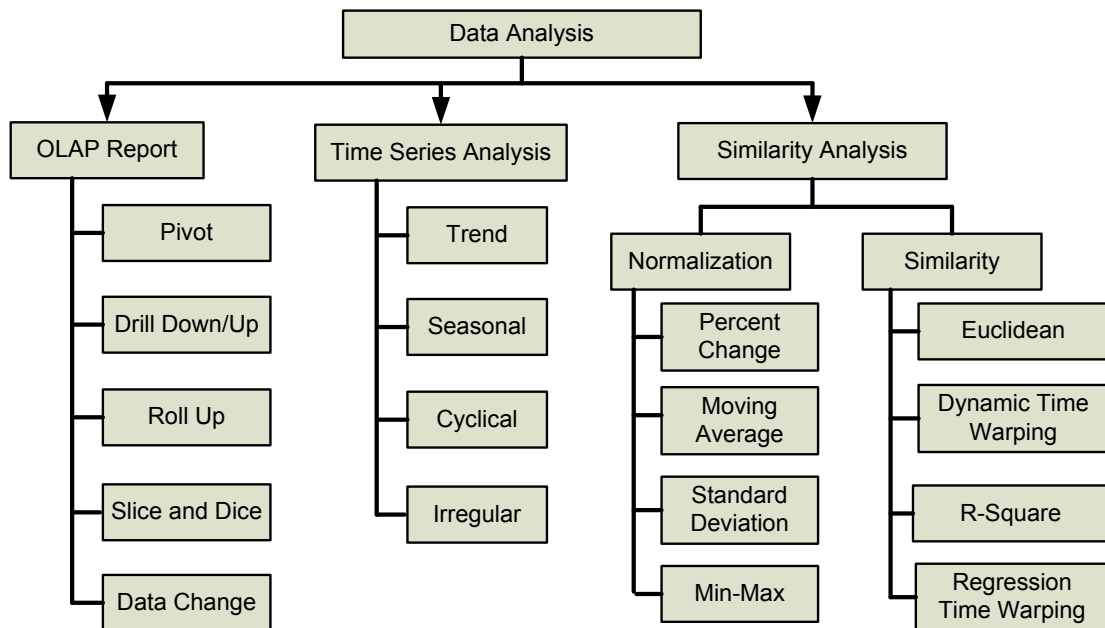 Data Analysis
OLAP Report
Time Series Analysis
Similarity Analysis
Pivot
Drill Down/Up
Roll Up
Slice and Dice
Data Change
Trend
Seasonal
Cyclical
Irregular
Normalization
Percent
Change
Moving
Average
Standard
Deviation
Min-Max
Similarity
Euclidean
Dynamic Time
Warping
R-Square
Regression
Time Warping